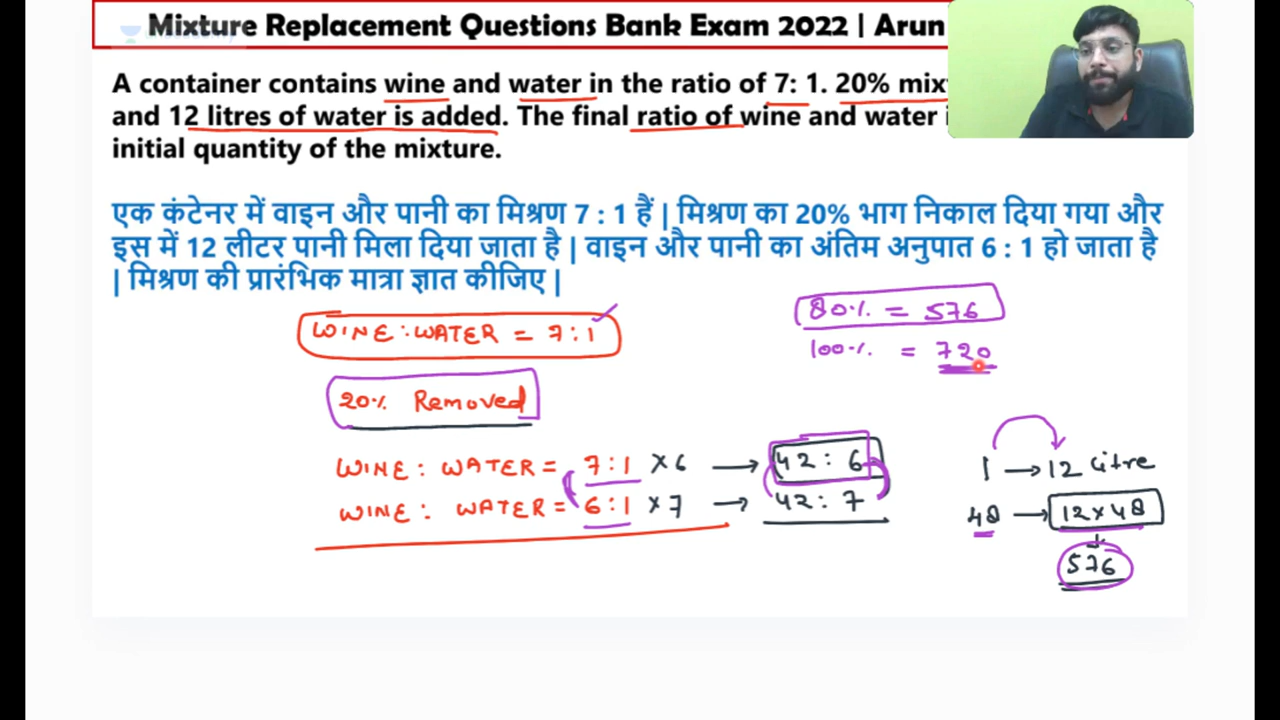 Mixture Replacement Questions Bank Exam 2022 | Arun
A container contains wine and water in the ratio of 7: 1. 20% mix
and 12 litres of water is added. The final ratio of wine and water
initial quantity of the mixture.
एक कंटेनर में वाइन और पानी का मिश्रण 7 : 1 हैं | मिश्रण का 20% भाग निकाल दिया गया और
इस में 12 लीटर पानी मिला दिया जाता है | वाइन और पानी का अंतिम अनुपात 6 : 1 हो जाता है
| मिश्रण की प्रारंभिक मात्रा ज्ञात कीजिए |
WINE : WATER = 7 : 1
80% = 576
100% = 720
20% Removed
WINE : WATER = 7 : 1 × 6 → 42 : 6
WINE : WATER = 6 : 1 × 7 → 42 : 7
1 → 12 Litre
48 → 12 × 48
576